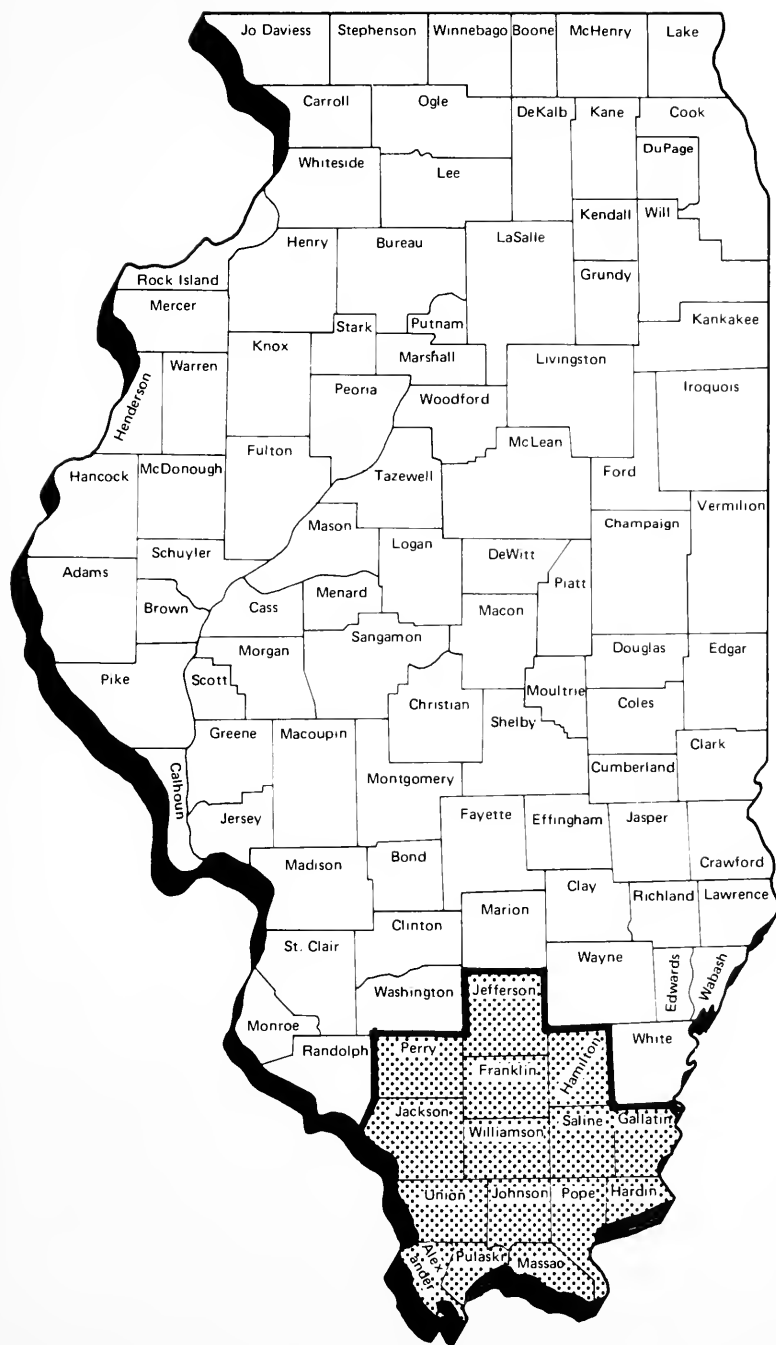 Jo Daviess Stephenson Winnebago Boone McHenry Lake
Carroll Ogle DeKalb Kane Cook
DuPage
Whiteside Lee
Kendall Will
Henry Bureau LaSalle
Rock Island Grundy
Mercer
Stark Putnam Kankakee
Knox Marshall Livingston
Henderson Warren Peoria Woodford Iroquois
Hancock McDonough Fulton Tazewell McLean Ford
Mason Champaign Vermilion
Schuyler Logan DeWitt
Adams Piatt
Brown Cass Menard Macon
Morgan Sangamon Douglas Edgar
Pike Scott Christian Moultrie Coles
Shelby
Greene Macoupin Clark
Calhoun Montgomery Cumberland
Jersey Fayette Effingham Jasper
Madison Bond Crawford
Clay Richland Lawrence
Marion
Clinton
St. Clair Wayne Edwards Wabash
Washington Jefferson
Monroe
Randolph Perry Hamilton White
Franklin
Jackson Williamson Saline Gallatin
Union Johnson Pope Hardin
Alex
ander Pulaskr Massao